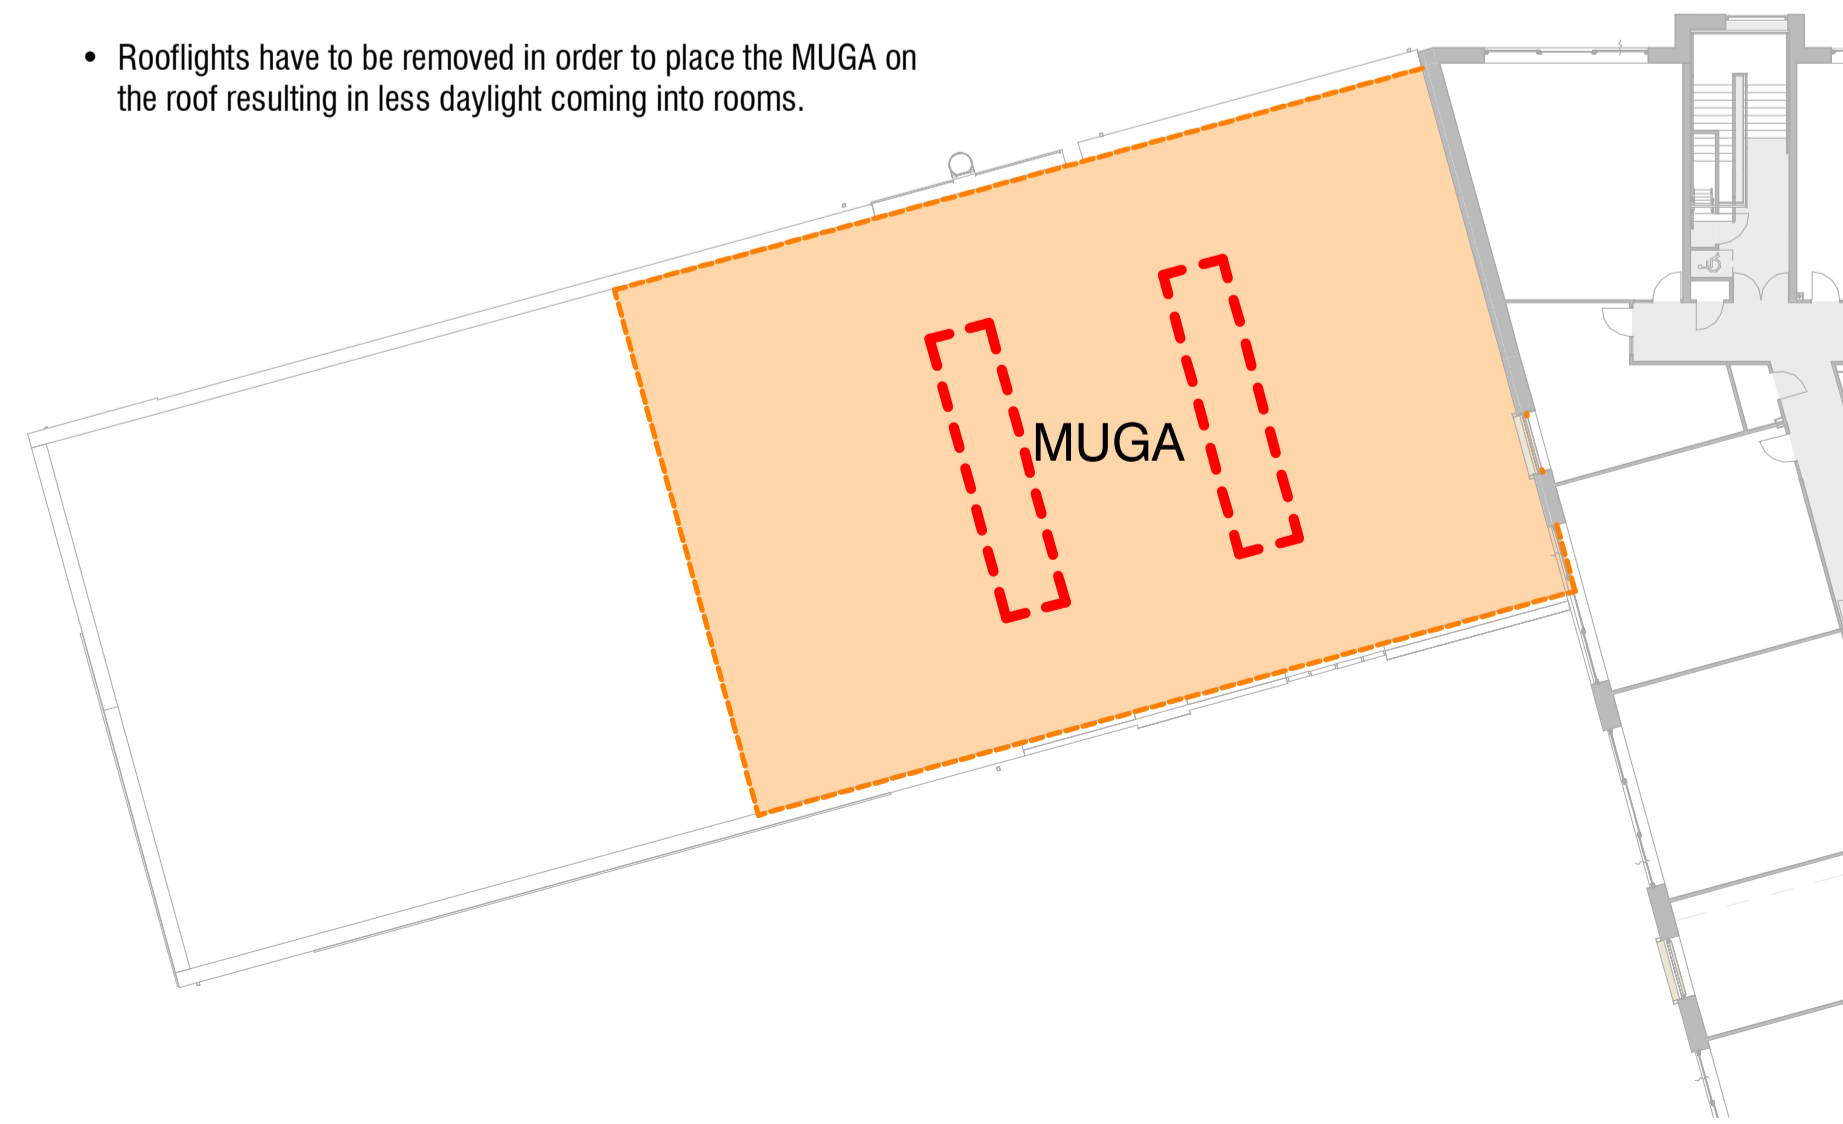 • Rooflights have to be removed in order to place the MUGA on
the roof resulting in less daylight coming into rooms.
MUGA